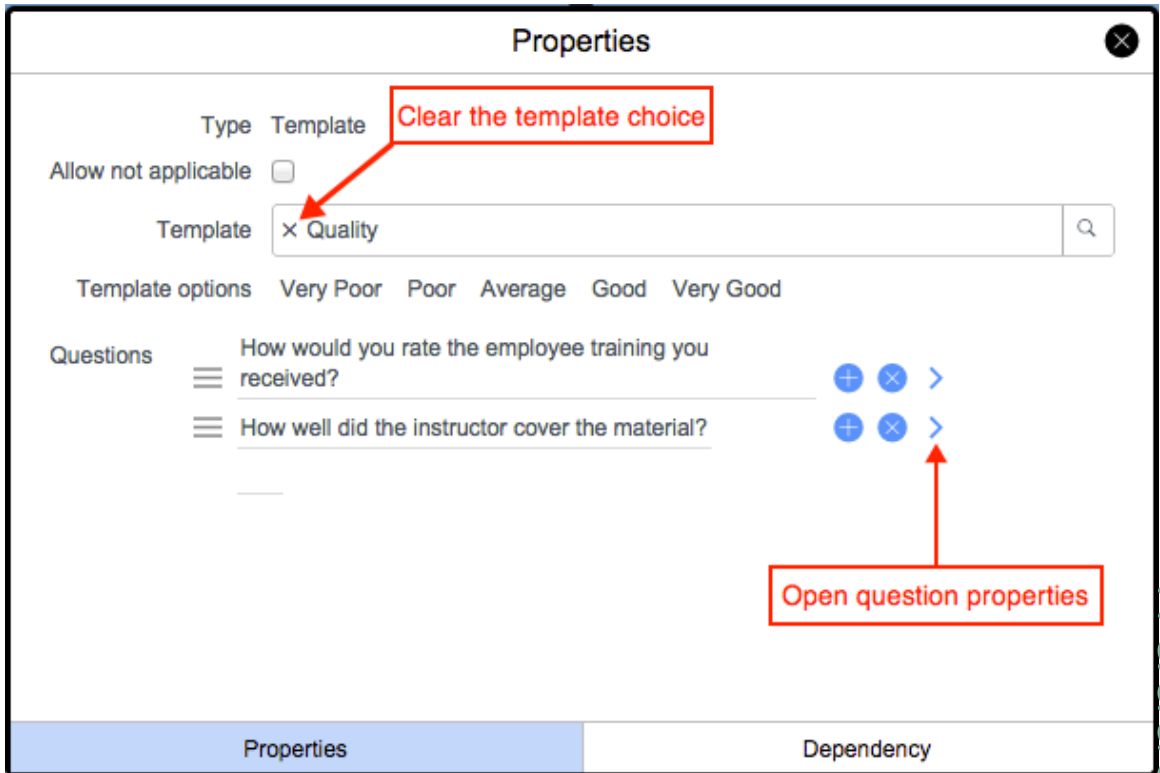 Properties
Clear the template choice
Type Template
Allow not applicable
Template Quality
Template options Very Poor Poor Average Good Very Good
Questions How would you rate the employee training you
received?
How well did the instructor cover the material?
Open question properties
Properties Dependency